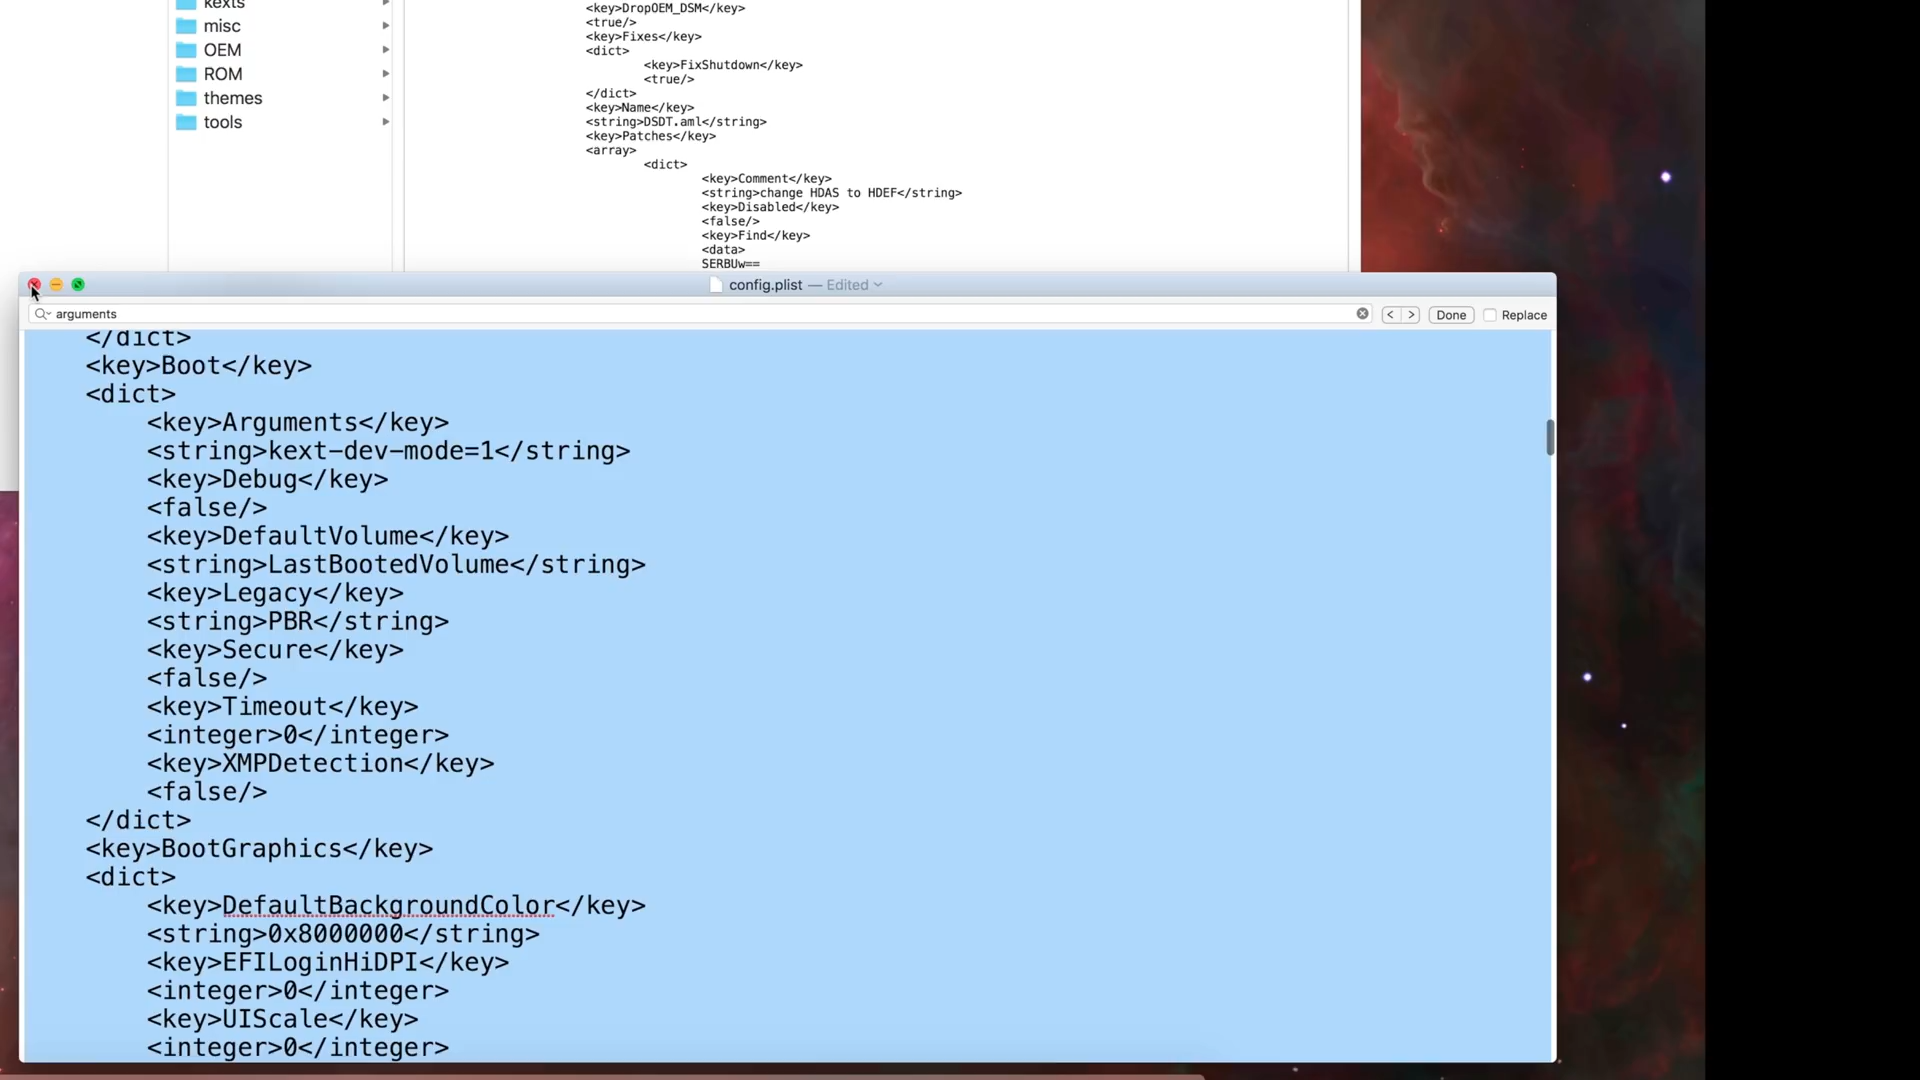 kexts
misc
OEM
ROM
themes
tools
<key>DropOEM_DSM</key>
<true/>
<key>Fixes</key>
<dict>
<key>FixShutdown</key>
<true/>
</dict>
<key>Name</key>
<string>DSDT.aml</string>
<key>Patches</key>
<array>
<dict>
<key>Comment</key>
<string>change HDAS to HDEF</string>
<key>Disabled</key>
<false/>
<key>Find</key>
<data>
SERBUw==
config.plist — Edited
arguments
< > Done Replace
</dict>
<key>Boot</key>
<dict>
<key>Arguments</key>
<string>kext-dev-mode=1</string>
<key>Debug</key>
<false/>
<key>DefaultVolume</key>
<string>LastBootedVolume</string>
<key>Legacy</key>
<string>PBR</string>
<key>Secure</key>
<false/>
<key>Timeout</key>
<integer>0</integer>
<key>XMPDetection</key>
<false/>
</dict>
<key>BootGraphics</key>
<dict>
<key>DefaultBackgroundColor</key>
<string>0x8000000</string>
<key>EFILoginHiDPI</key>
<integer>0</integer>
<key>UIScale</key>
<integer>0</integer>